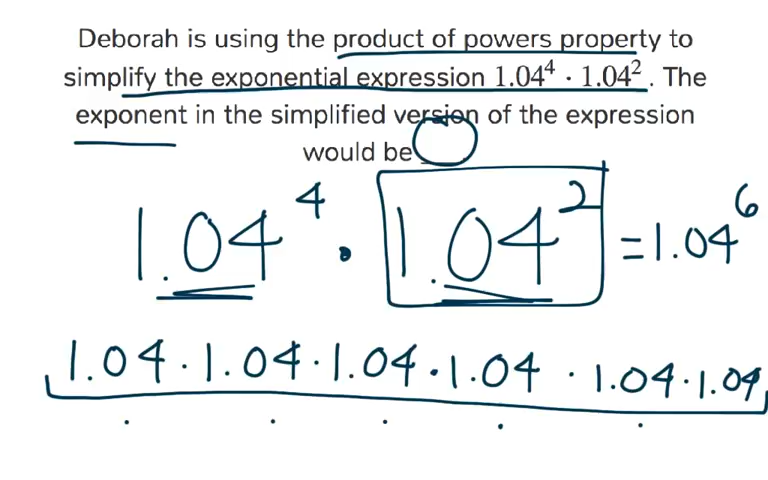 Deborah is using the product of powers property to
simplify the exponential expression 1.04⁴ · 1.04² . The
exponent in the simplified version of the expression
would be
1.04⁴ · 1.04² = 1.04⁶
1.04 · 1.04 · 1.04 · 1.04 · 1.04 · 1.04